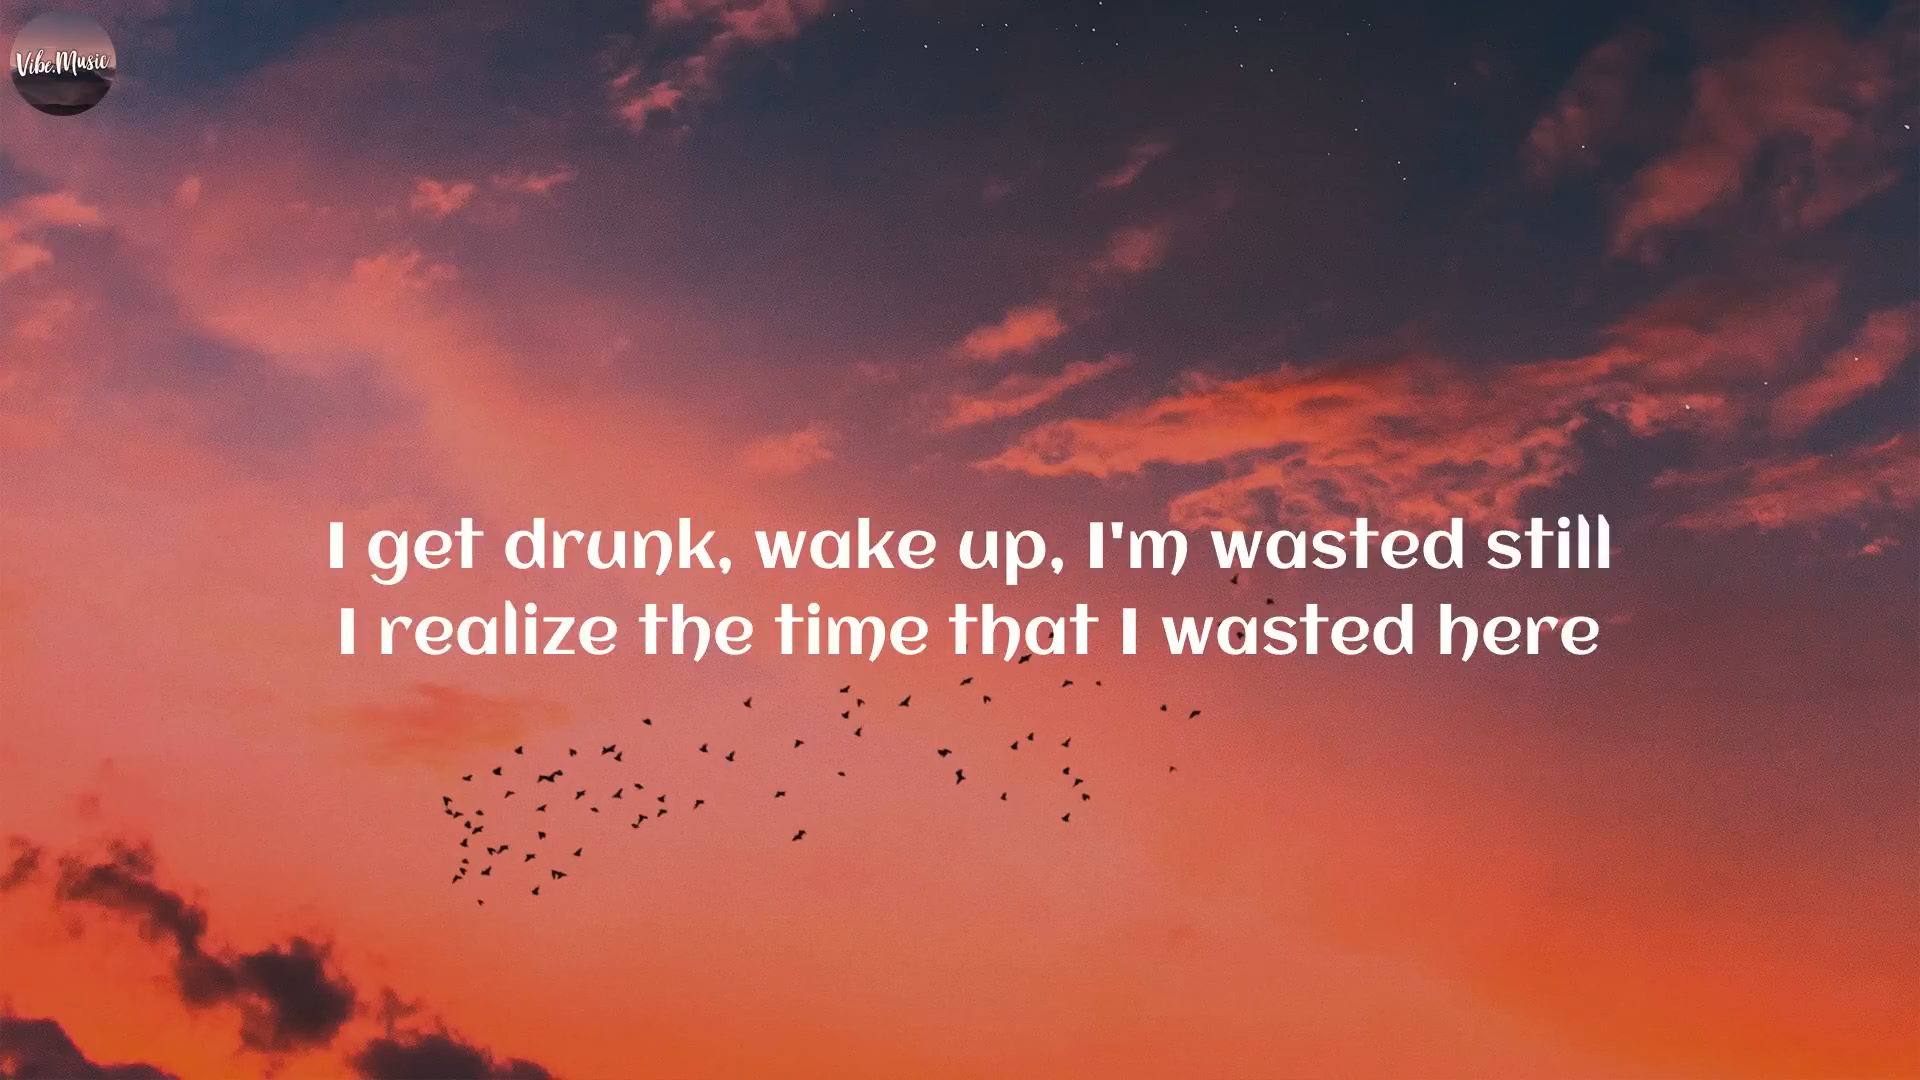 Vibe.Music
I get drunk, wake up, I'm wasted still
I realize the time that I wasted here